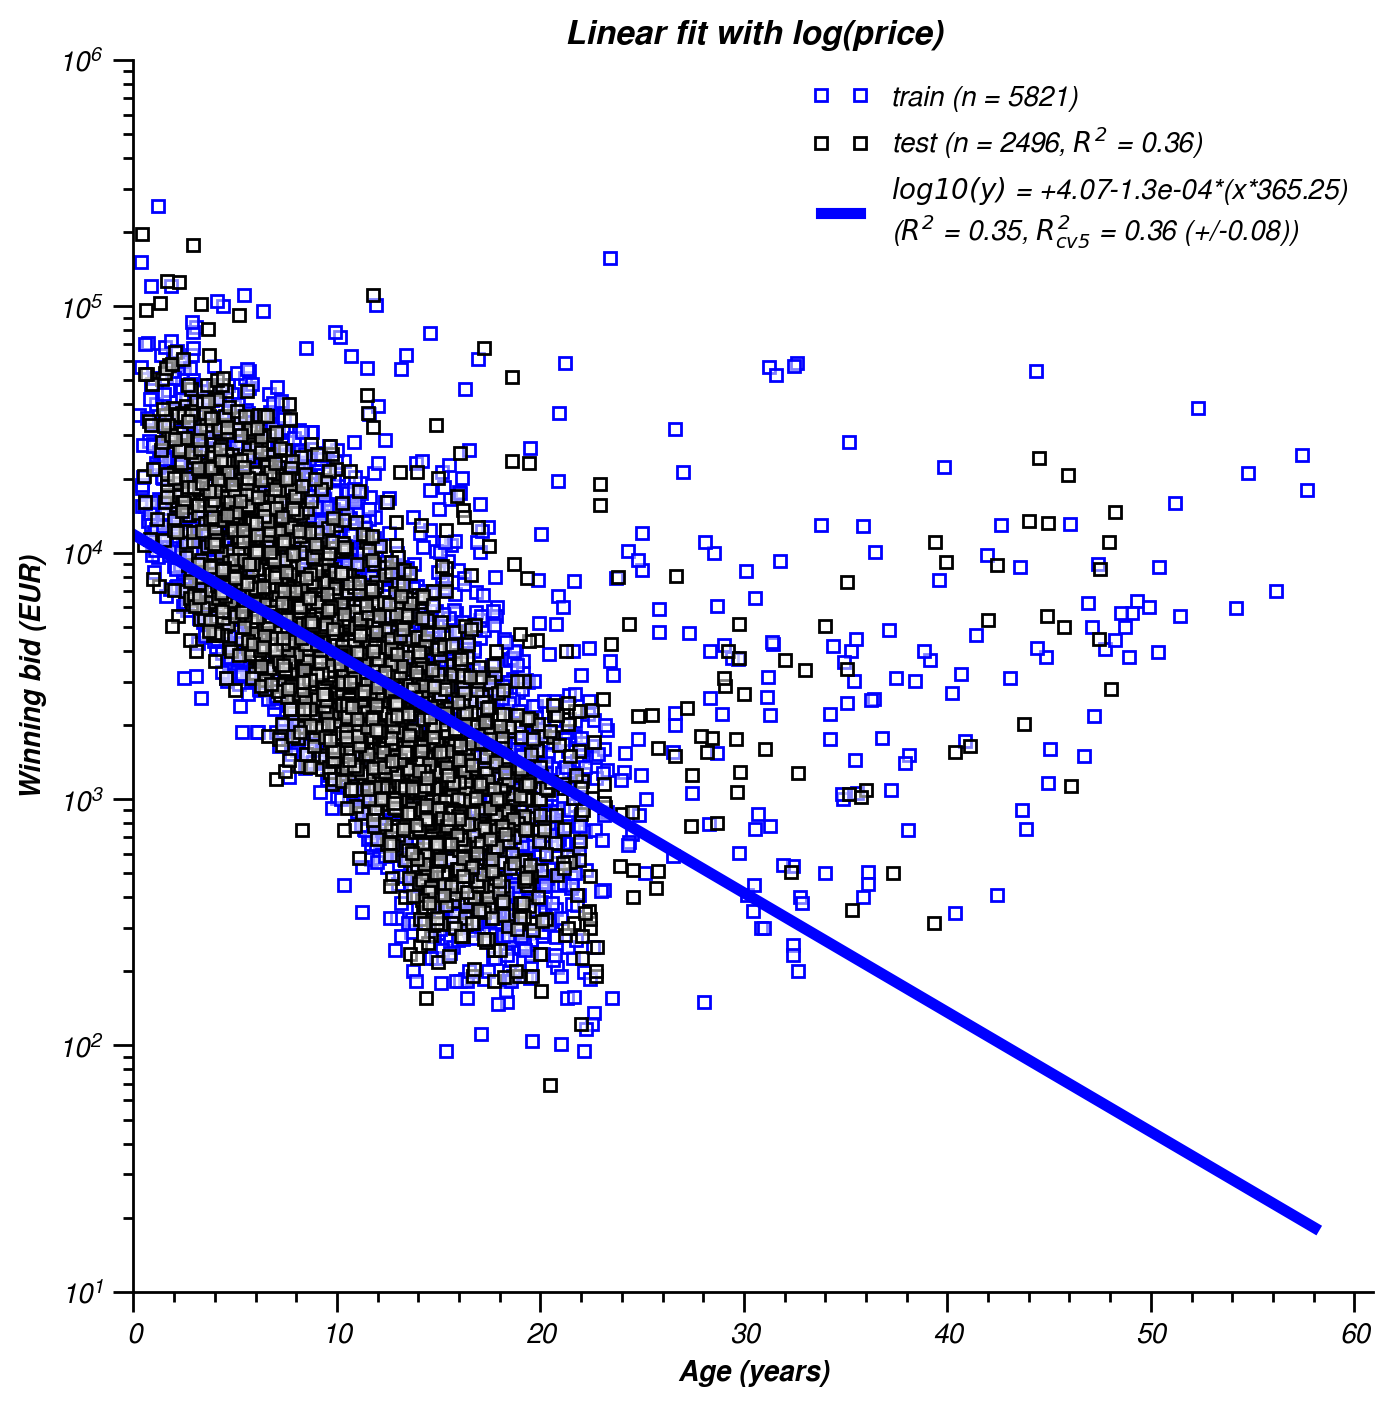 Linear fit with log(price)
10^6
10^5
10^4
10^3
10^2
10^1
Winning bid (EUR)
train (n = 5821)
test (n = 2496, R^2 = 0.36)
log10(y) = +4.07-1.3e-04*(x*365.25)
(R^2 = 0.35, R^2_cv5 = 0.36 (+/-0.08))
0 10 20 30 40 50 60
Age (years)